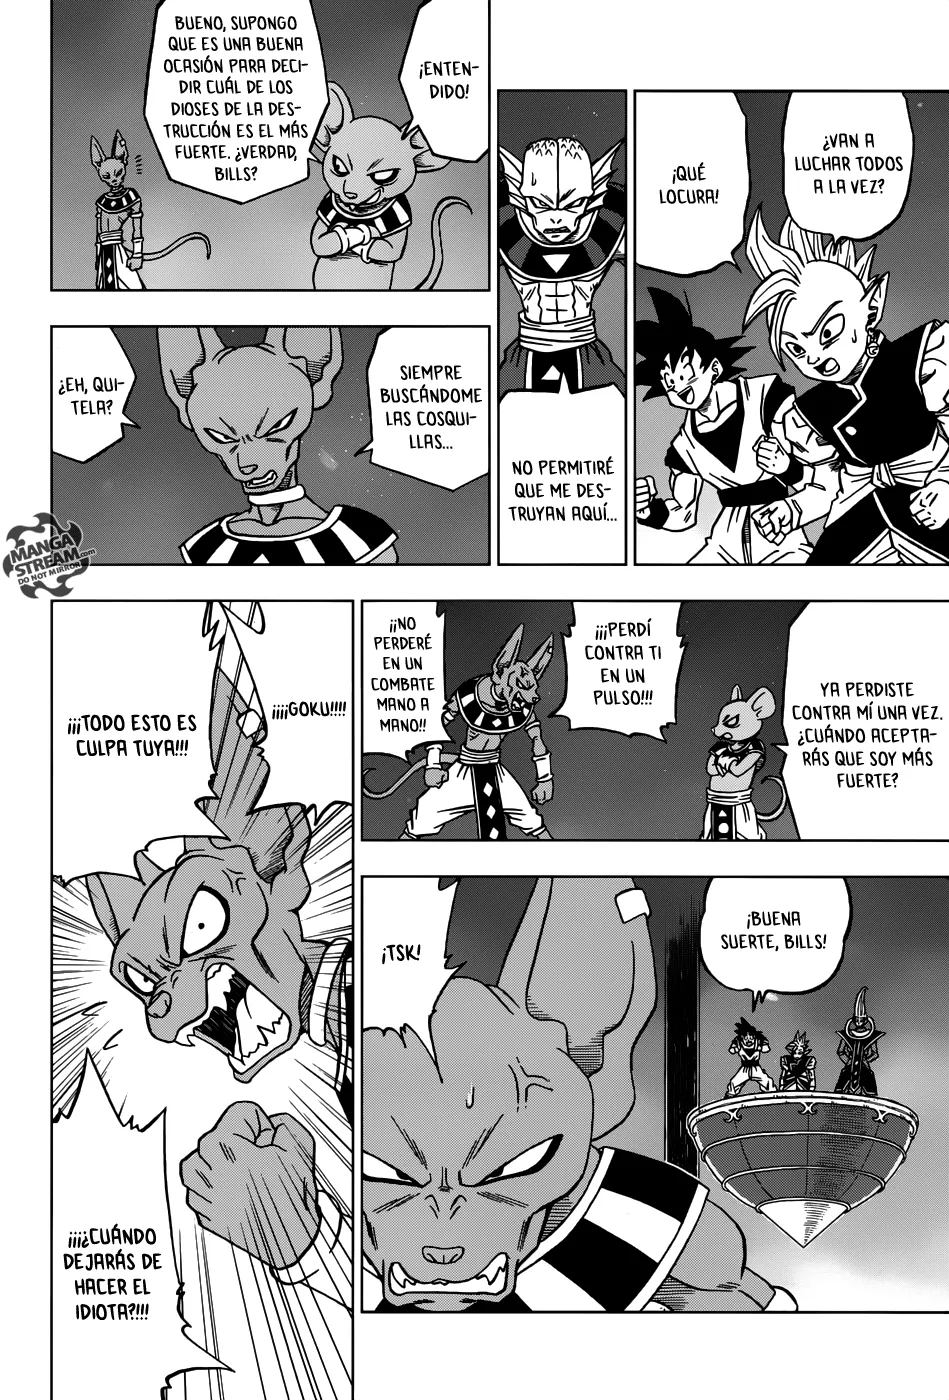 ¿VAN A
LUCHAR TODOS
A LA VEZ?
¡QUÉ
LOCURA!
NO PERMITIRÉ
QUE ME DES-
TRUYAN AQUÍ...
¡ENTEN-
DIDO!
BUENO, SUPONGO
QUE ES UNA BUENA
OCASIÓN PARA DECI-
DIR CUÁL DE LOS
DIOSES DE LA DES-
TRUCCIÓN ES EL MÁS
FUERTE. ¿VERDAD,
BILLS?
SIEMPRE
BUSCÁNDOME
LAS COSQUI-
LLAS...
¿EH, QUI-
TELA?
MANGA
STREAM.com
DO NOT MIRROR
YA PERDISTE
CONTRA MÍ UNA VEZ.
¿CUÁNDO ACEPTA-
RÁS QUE SOY MÁS
FUERTE?
¡¡¡PERDÍ
CONTRA TI
EN UN
PULSO!!!
¡¡NO
PERDERÉ
EN UN
COMBATE
MANO A
MANO!!
¡BUENA
SUERTE, BILLS!
¡TSK!
¡¡¡¡GOKU!!!!
¡¡¡TODO ESTO ES
CULPA TUYA!!!
¡¡¡¿CUÁNDO
DEJARÁS DE
HACER EL
IDIOTA?!!!